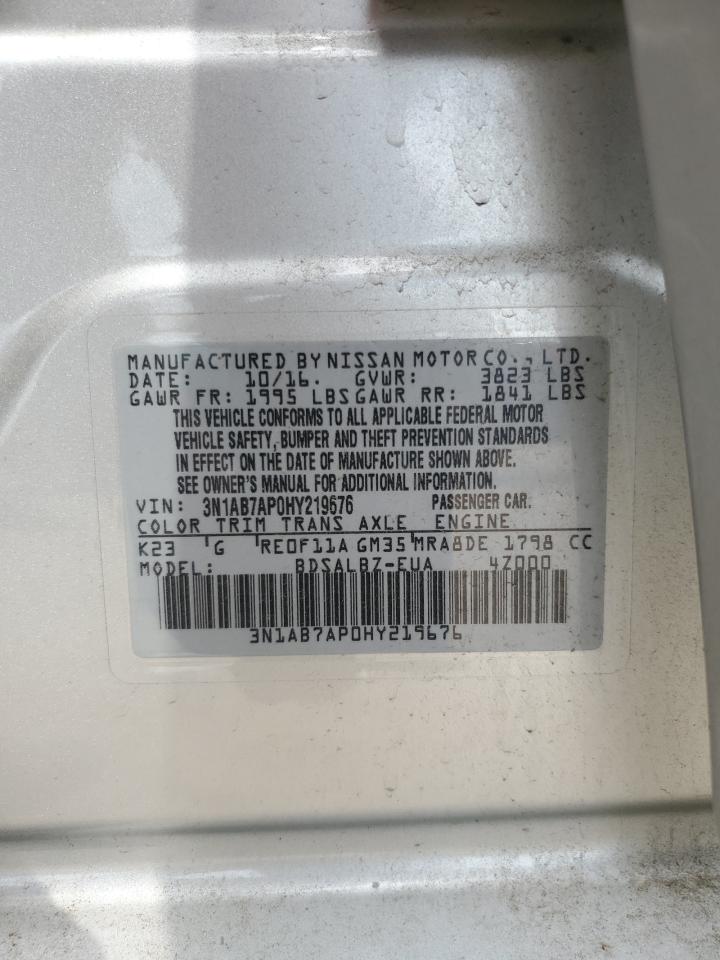 MANUFACTURED BY NISSAN MOTOR CO., LTD.
DATE: 10/16. GVWR: 3823 LBS
GAWR FR: 1995 LBS GAWR RR: 1841 LBS
THIS VEHICLE CONFORMS TO ALL APPLICABLE FEDERAL MOTOR
VEHICLE SAFETY, BUMPER AND THEFT PREVENTION STANDARDS
IN EFFECT ON THE DATE OF MANUFACTURE SHOWN ABOVE.
SEE OWNER'S MANUAL FOR ADDITIONAL INFORMATION.
VIN: 3N1AB7AP0HY219676 PASSENGER CAR.
COLOR TRIM TRANS AXLE ENGINE
K23 G RE0F11A GM35 MRA8DE 1798 CC
MODEL: BDSALBZ-EUA 4Z000
3N1AB7AP0HY219676